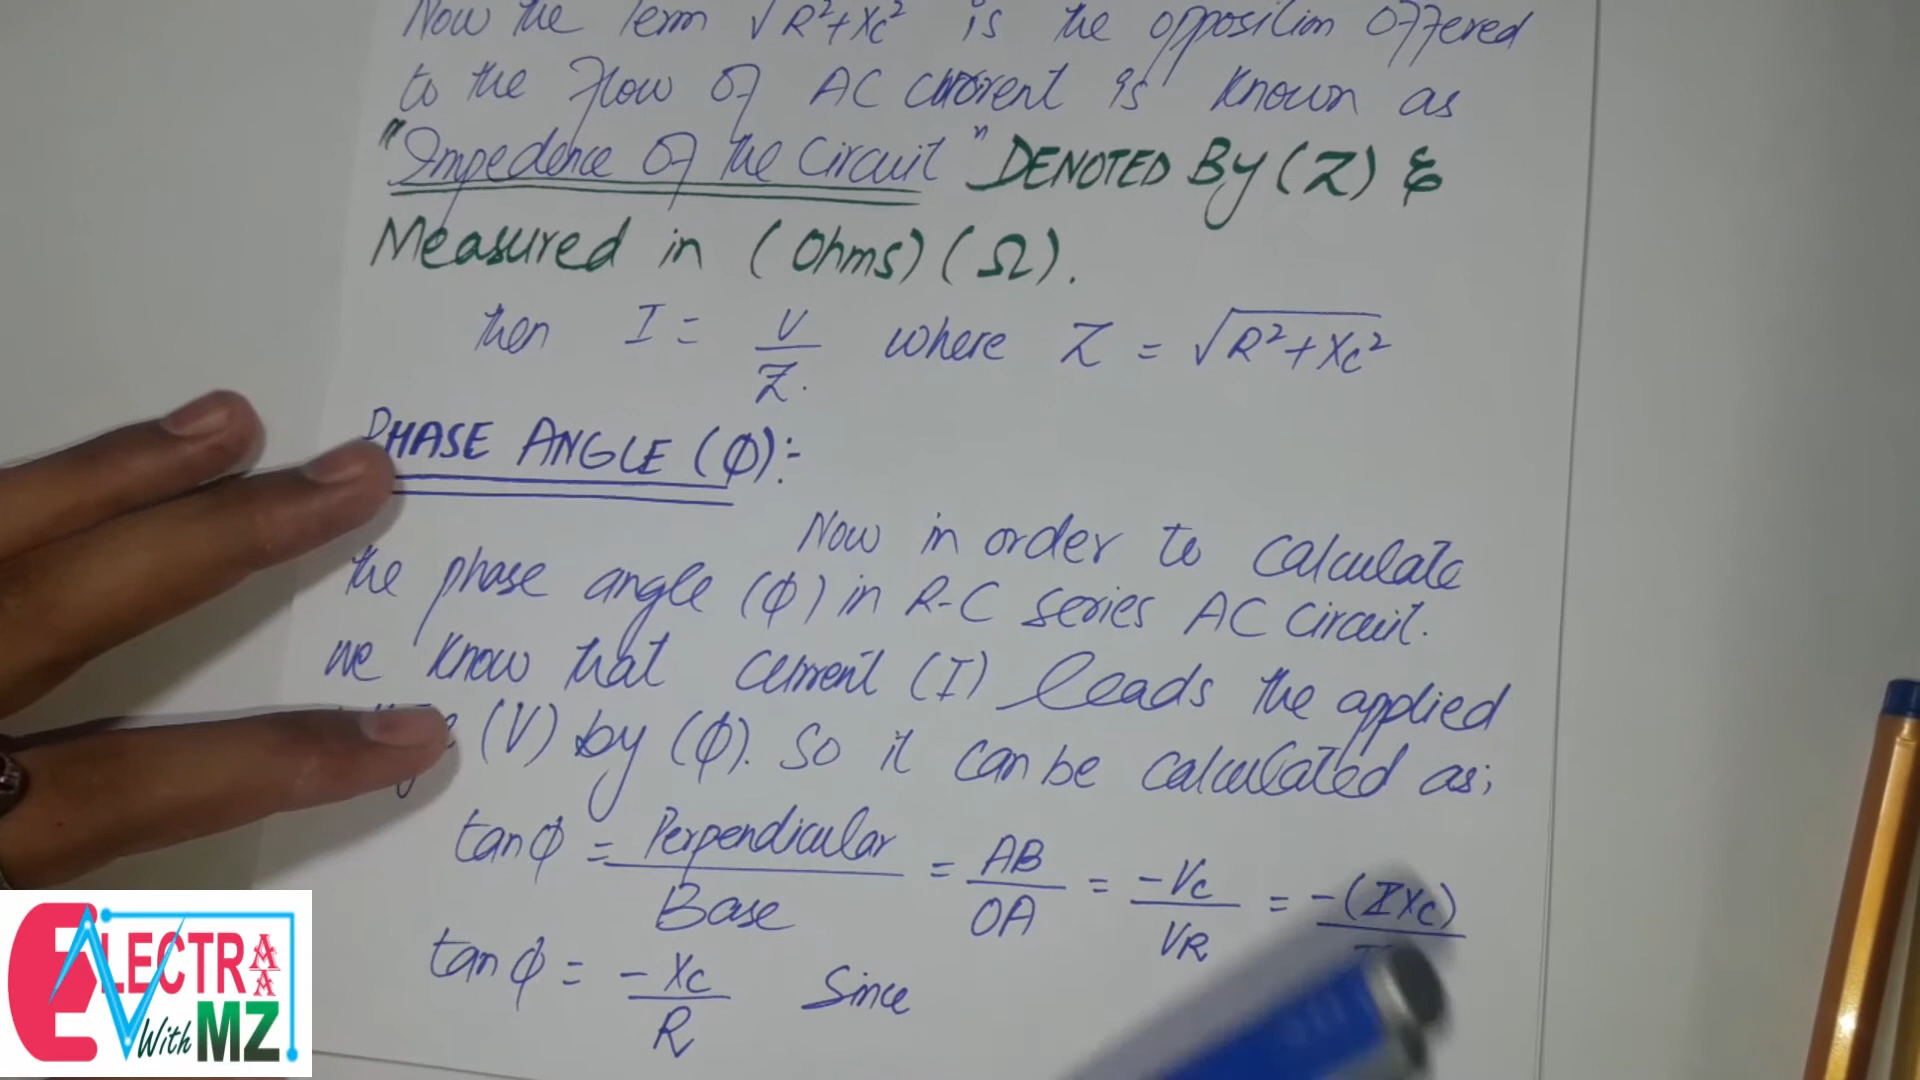 Now the Term √R²+Xc² is the opposition offered
to the flow of AC current is known as
"Impedence of the Circuit" DENOTED By (Z) &
Measured in (Ohms) (Ω).
then I = V/Z. where Z = √R²+Xc²
PHASE ANGLE (φ):-
Now in order to calculate
the phase angle (φ) in R-C series AC circuit.
we know that current (I) leads the applied
(V) by (φ). So it can be calculated as;
tanφ = Perpendicular/Base = AB/OA = -Vc/VR = -(IXc)
tanφ = -Xc/R Since
ELECTRA
With MZ